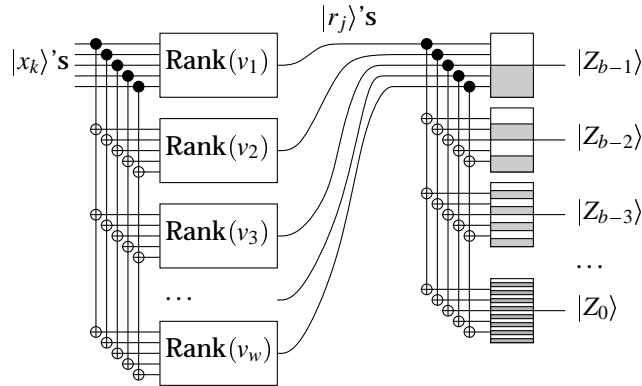 |r_j⟩'s
|x_k⟩'s
Rank(v_1)
|Z_{b−1}⟩
Rank(v_2)
|Z_{b−2}⟩
Rank(v_3)
|Z_{b−3}⟩
...
...
|Z_0⟩
Rank(v_w)